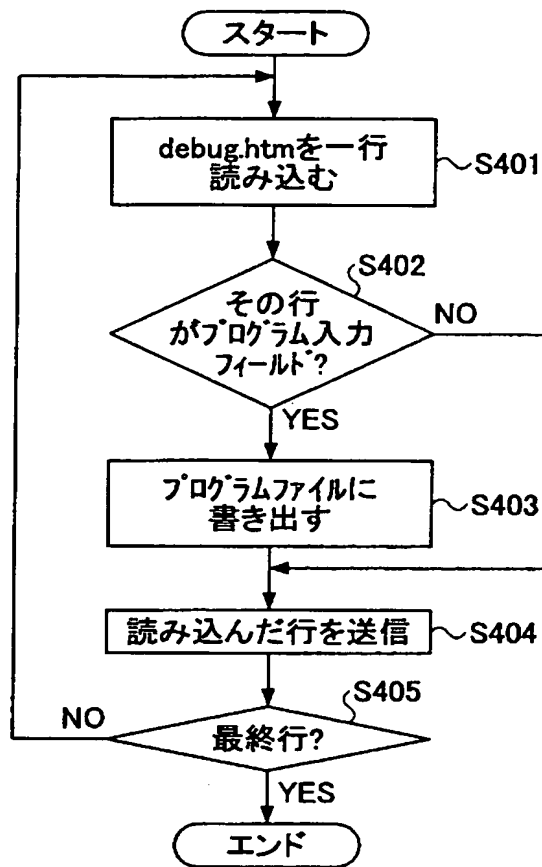 スタート
debug.htmを一行
読み込む
S401
S402
その行
がプログラム入力
フィールド?
NO
YES
プログラムファイルに
書き出す
S403
読み込んだ行を送信
S404
S405
NO
最終行?
YES
エンド